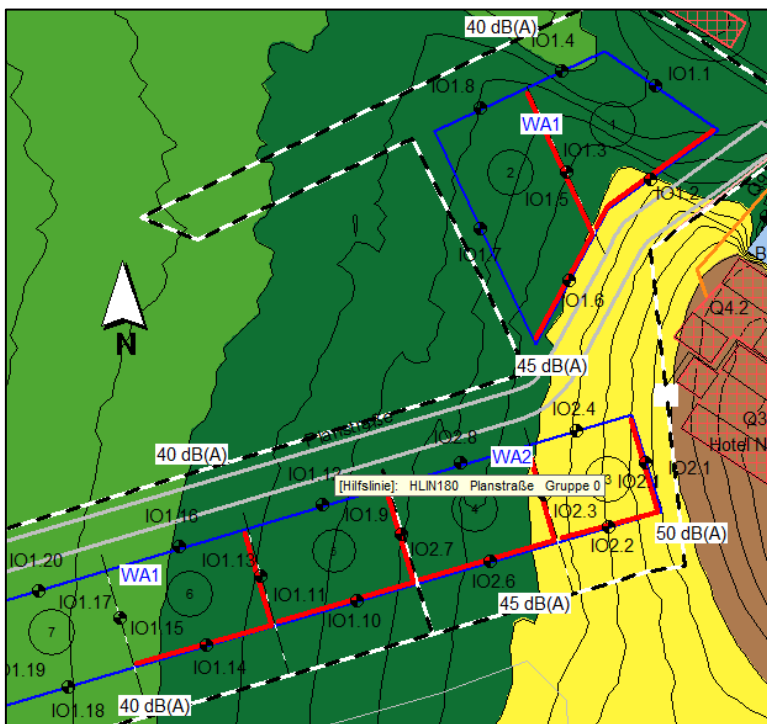 40 dB(A)
IO1.4
IO1.1
IO1.8
WA1
1
IO1.3
2
IO1.5
IO1.2
IO1.7
IO1.6
B
Q4.2
N
45 dB(A)
Planstraße
IO2.4
Q3
40 dB(A)
IO2.8
WA2
Hotel N
IO1.12
[Hilfslinie]: HLIN180 Planstraße Gruppe 0
3
IO2.1
IO1.16
IO1.9
4
IO2.3
50 dB(A)
IO1.20
IO1.13
5
IO2.7
IO2.2
WA1
6
IO1.11
IO2.6
IO1.17
IO1.10
45 dB(A)
7
IO1.15
IO1.14
O1.19
IO1.18
40 dB(A)